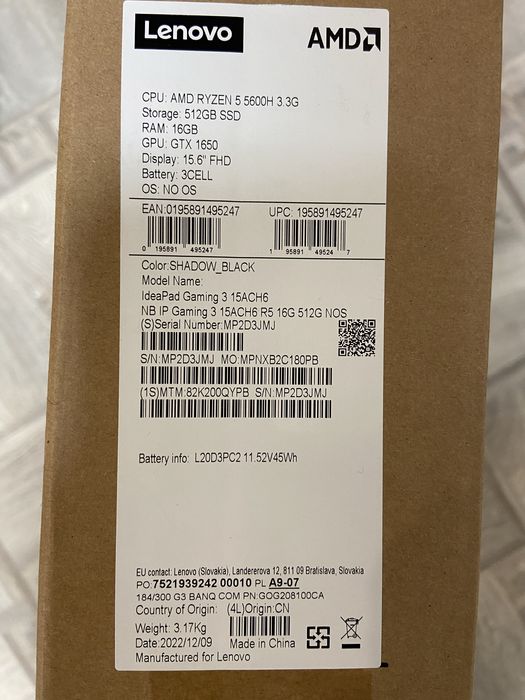 Lenovo
AMD
CPU: AMD RYZEN 5 5600H 3.3G
Storage: 512GB SSD
RAM: 16GB
GPU: GTX 1650
Display: 15.6" FHD
Battery: 3CELL
OS: NO OS
EAN:0195891495247 UPC: 195891495247
0 195891 495247 1 95891 49524 7
Color:SHADOW_BLACK
Model Name:
IdeaPad Gaming 3 15ACH6
NB IP Gaming 3 15ACH6 R5 16G 512G NOS
(S)Serial Number:MP2D3JMJ
S/N:MP2D3JMJ MO:MPNXB2C180PB
(1S)MTM:82K200QYPB S/N:MP2D3JMJ
Battery info: L20D3PC2 11.52V45Wh
EU contact: Lenovo (Slovakia), Landererova 12, 811 09 Bratislava, Slovakia
PO:7521939242 00010 PL A9-07
184/300 G3 BANQ COM PN:GOG208100CA
Country of Origin: (4L)Origin:CN
Weight: 3.17Kg
Date:2022/12/09 Made in China
Manufactured for Lenovo